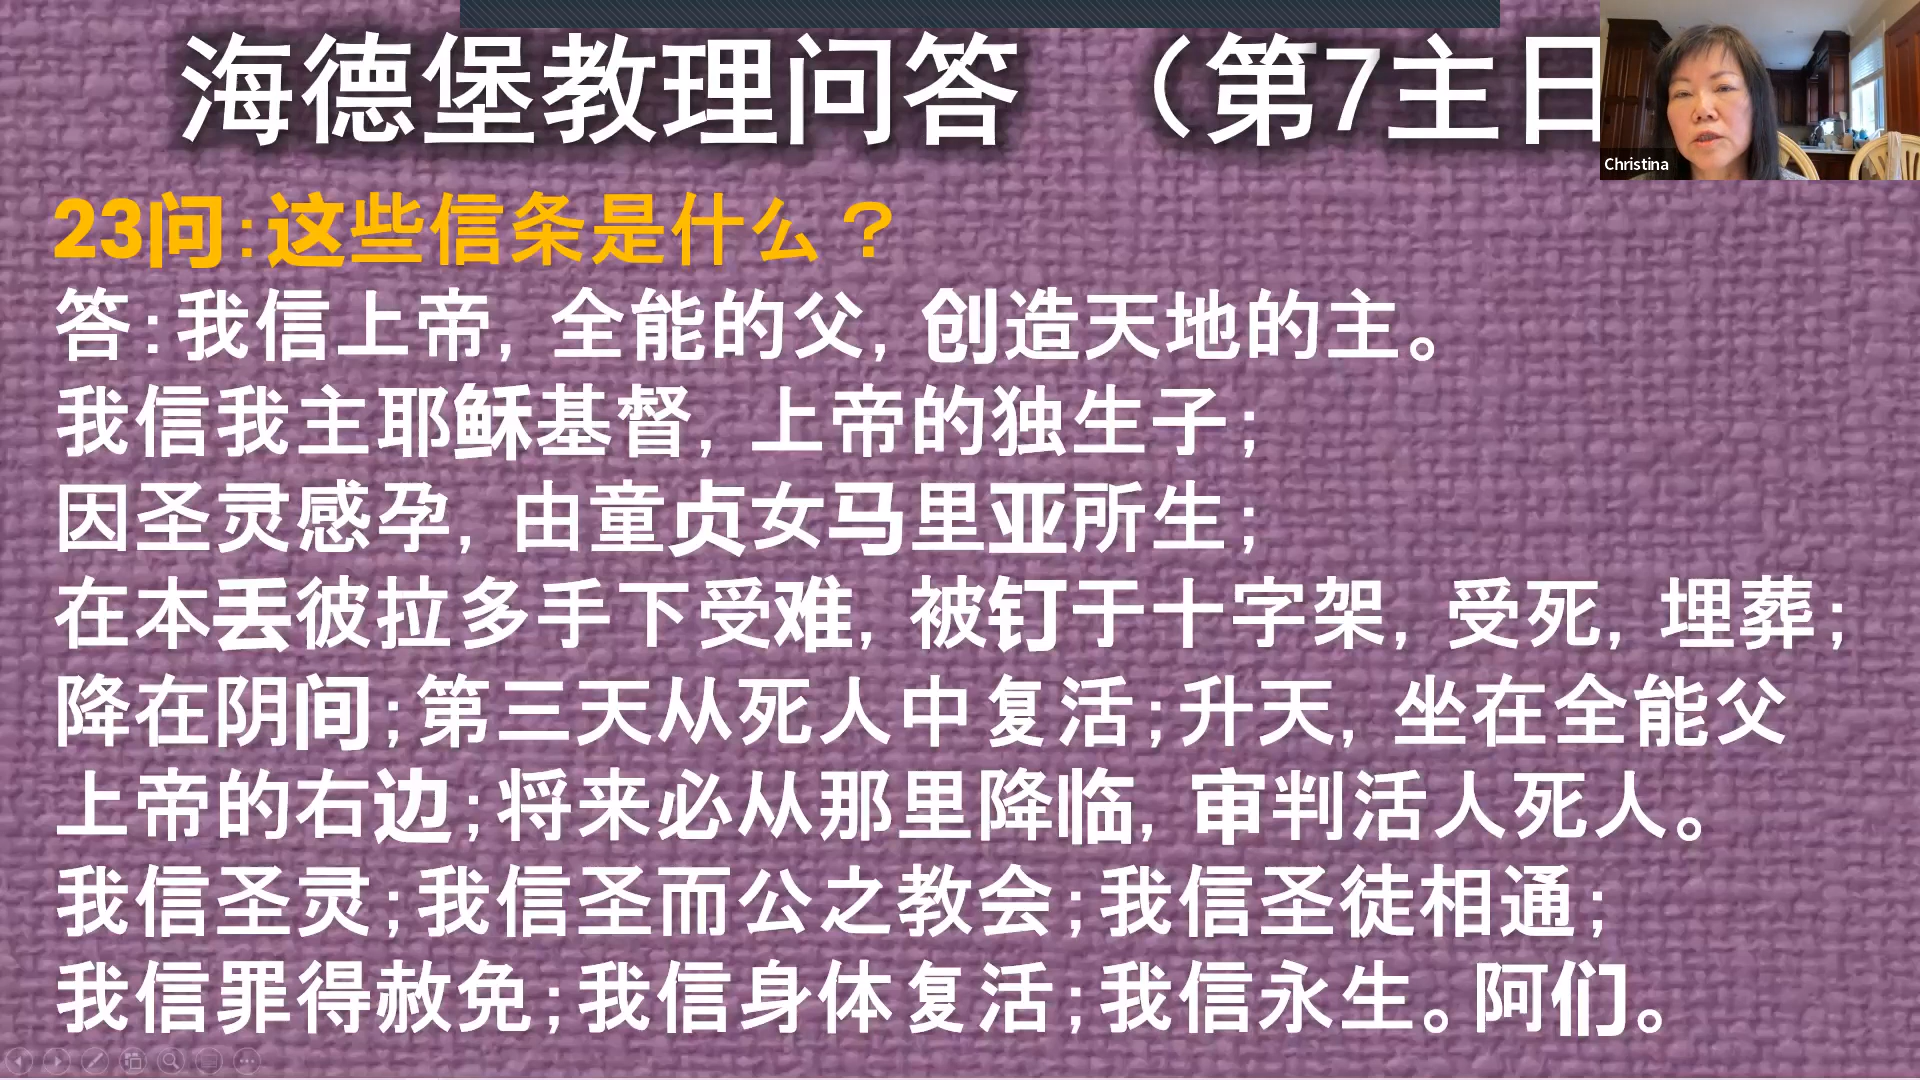 海德堡教理问答 （第7主日
Christina
23问:这些信条是什么？
答:我信上帝, 全能的父, 创造天地的主。
我信我主耶稣基督, 上帝的独生子;
因圣灵感孕, 由童贞女马里亚所生;
在本丢彼拉多手下受难, 被钉于十字架, 受死, 埋葬;
降在阴间;第三天从死人中复活;升天, 坐在全能父
上帝的右边;将来必从那里降临, 审判活人死人。
我信圣灵;我信圣而公之教会;我信圣徒相通;
我信罪得赦免;我信身体复活;我信永生。阿们。